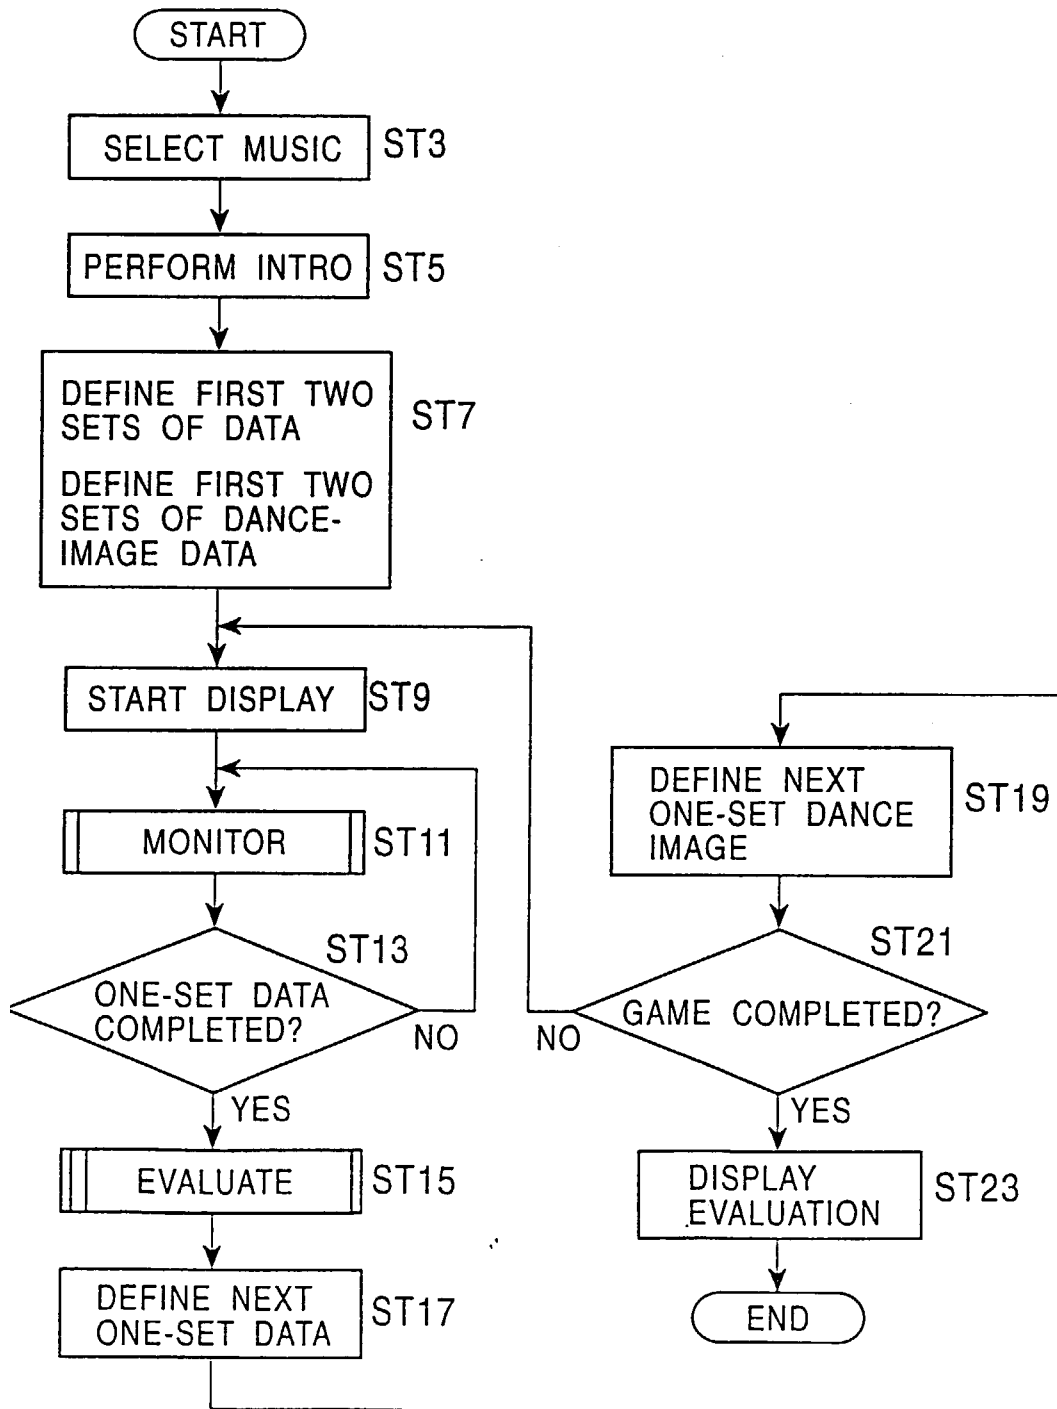 START
SELECT MUSIC
ST3
PERFORM INTRO
ST5
DEFINE FIRST TWO
SETS OF DATA
DEFINE FIRST TWO
SETS OF DANCE-
IMAGE DATA
ST7
START DISPLAY
ST9
MONITOR
ST11
ST13
ONE-SET DATA
COMPLETED?
NO
YES
EVALUATE
ST15
DEFINE NEXT
ONE-SET DATA
ST17
DEFINE NEXT
ONE-SET DANCE
IMAGE
ST19
ST21
GAME COMPLETED?
NO
YES
DISPLAY
EVALUATION
ST23
END